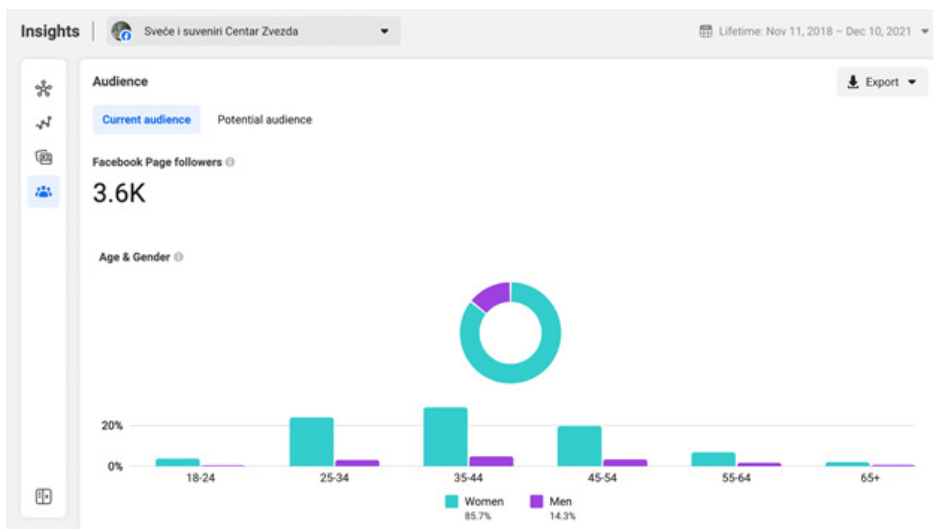 Insights
Sveće i suveniri Centar Zvezda
Lifetime: Nov 11, 2018 – Dec 10, 2021
Audience
Export
Current audience Potential audience
Facebook Page followers
3.6K
Age & Gender
20%
0%
18-24 25-34 35-44 45-54 55-64 65+
Women Men
85.7% 14.3%